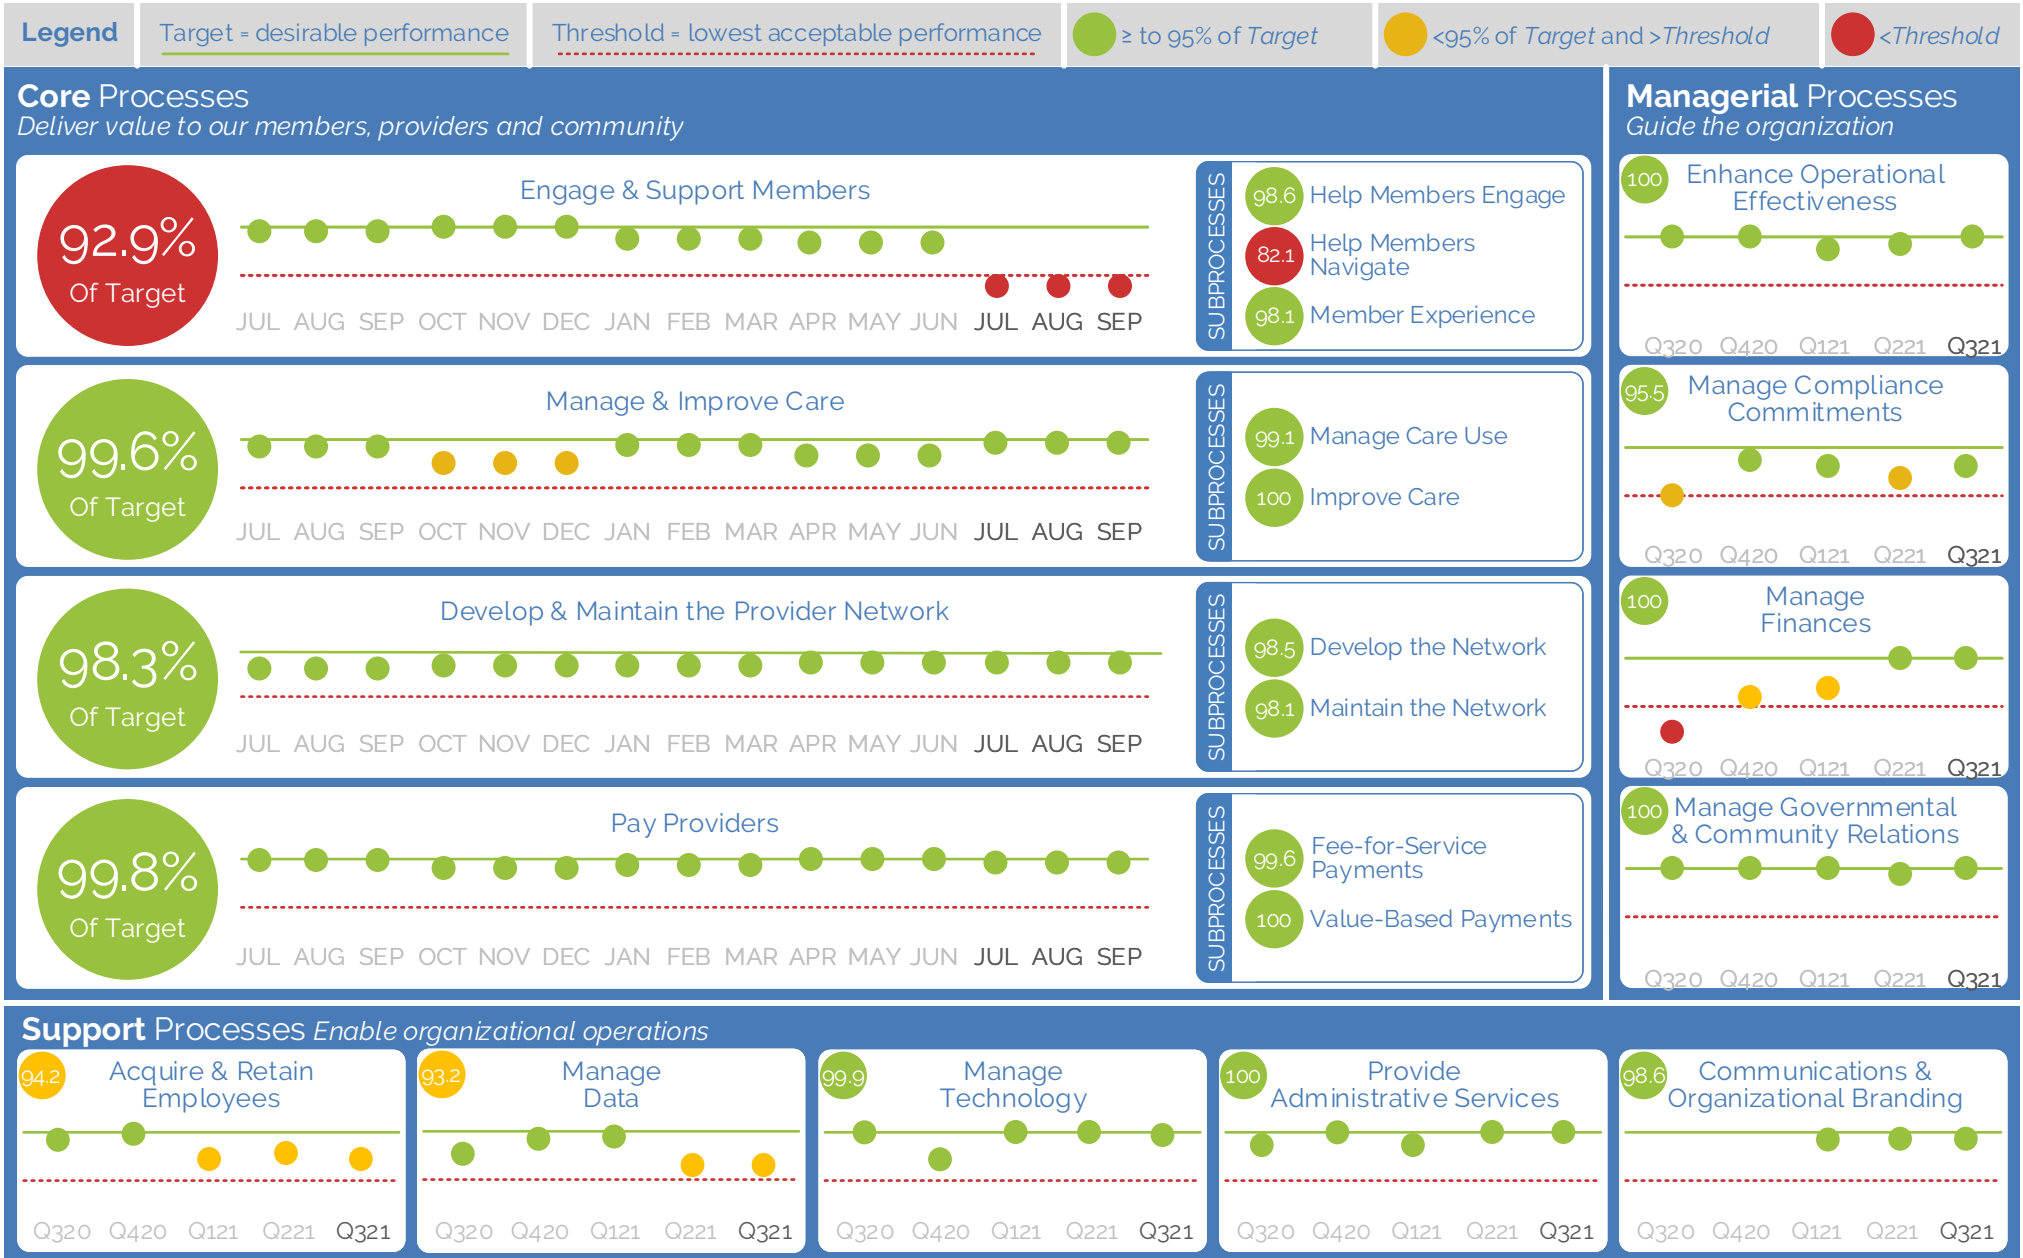 Legend
Target = desirable performance
Threshold = lowest acceptable performance
≥ to 95% of Target
<95% of Target and >Threshold
<Threshold
Core Processes
Deliver value to our members, providers and community
92.9%
Of Target
Engage & Support Members
JUL AUG SEP OCT NOV DEC JAN FEB MAR APR MAY JUN JUL AUG SEP
SUBPROCESSES
98.6 Help Members Engage
82.1 Help Members
Navigate
98.1 Member Experience
99.6%
Of Target
Manage & Improve Care
JUL AUG SEP OCT NOV DEC JAN FEB MAR APR MAY JUN JUL AUG SEP
SUBPROCESSES
99.1 Manage Care Use
100 Improve Care
98.3%
Of Target
Develop & Maintain the Provider Network
JUL AUG SEP OCT NOV DEC JAN FEB MAR APR MAY JUN JUL AUG SEP
SUBPROCESSES
98.5 Develop the Network
98.1 Maintain the Network
99.8%
Of Target
Pay Providers
JUL AUG SEP OCT NOV DEC JAN FEB MAR APR MAY JUN JUL AUG SEP
SUBPROCESSES
99.6 Fee-for-Service
Payments
100 Value-Based Payments
Managerial Processes
Guide the organization
100 Enhance Operational
Effectiveness
Q320 Q420 Q121 Q221 Q321
95.5 Manage Compliance
Commitments
Q320 Q420 Q121 Q221 Q321
100 Manage
Finances
Q320 Q420 Q121 Q221 Q321
100 Manage Governmental
& Community Relations
Q320 Q420 Q121 Q221 Q321
Support Processes Enable organizational operations
94.2 Acquire & Retain
Employees
Q320 Q420 Q121 Q221 Q321
93.2 Manage
Data
Q320 Q420 Q121 Q221 Q321
99.9 Manage
Technology
Q320 Q420 Q121 Q221 Q321
100 Provide
Administrative Services
Q320 Q420 Q121 Q221 Q321
98.6 Communications &
Organizational Branding
Q320 Q420 Q121 Q221 Q321